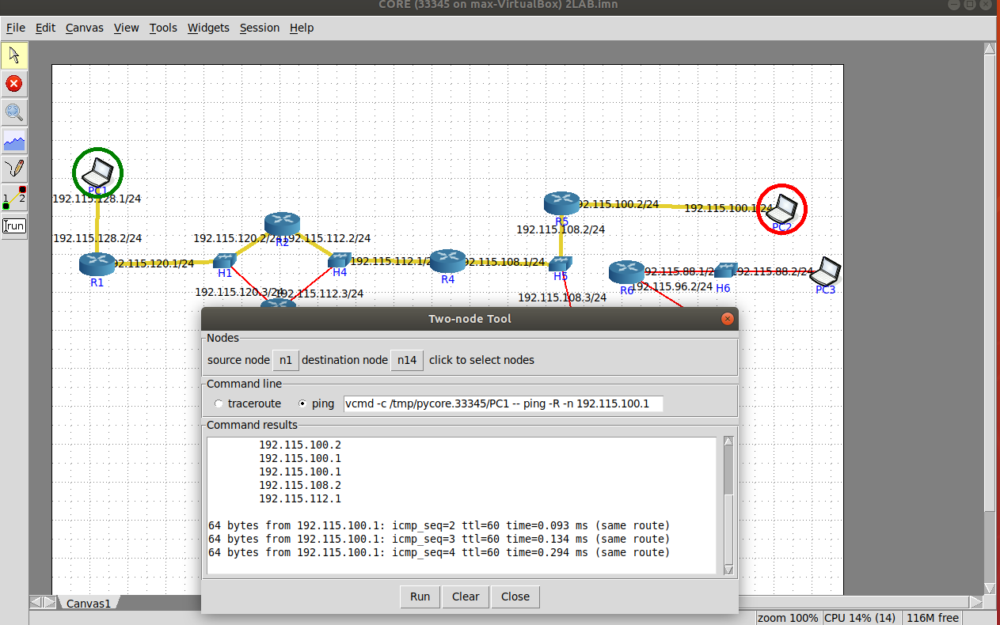 CORE (33345 on max-VirtualBox) 2LAB.imn
File Edit Canvas View Tools Widgets Session Help
PC1
192.115.128.1/24
192.115.128.2/24
R1
92.115.120.1/24
H1
192.115.120.2/24
R2
92.115.112.2/24
H4
192.115.112.1/2
R4
92.115.108.1/24
H5
192.115.120.3/24
92.115.112.3/24
R5
92.115.100.2/24
192.115.100.1/24
PC2
192.115.108.2/24
192.115.108.3/24
R6
92.115.88.1/2
92.115.96.2/24
H6
92.115.88.2/24
PC3
1
2
run
Two-node Tool
Nodes
source node n1 destination node n14 click to select nodes
Command line
traceroute ping vcmd -c /tmp/pycore.33345/PC1 -- ping -R -n 192.115.100.1
Command results
192.115.100.2
192.115.100.1
192.115.100.1
192.115.108.2
192.115.112.1
64 bytes from 192.115.100.1: icmp_seq=2 ttl=60 time=0.093 ms (same route)
64 bytes from 192.115.100.1: icmp_seq=3 ttl=60 time=0.134 ms (same route)
64 bytes from 192.115.100.1: icmp_seq=4 ttl=60 time=0.294 ms (same route)
Run Clear Close
Canvas1
zoom 100% CPU 14% (14) 116M free